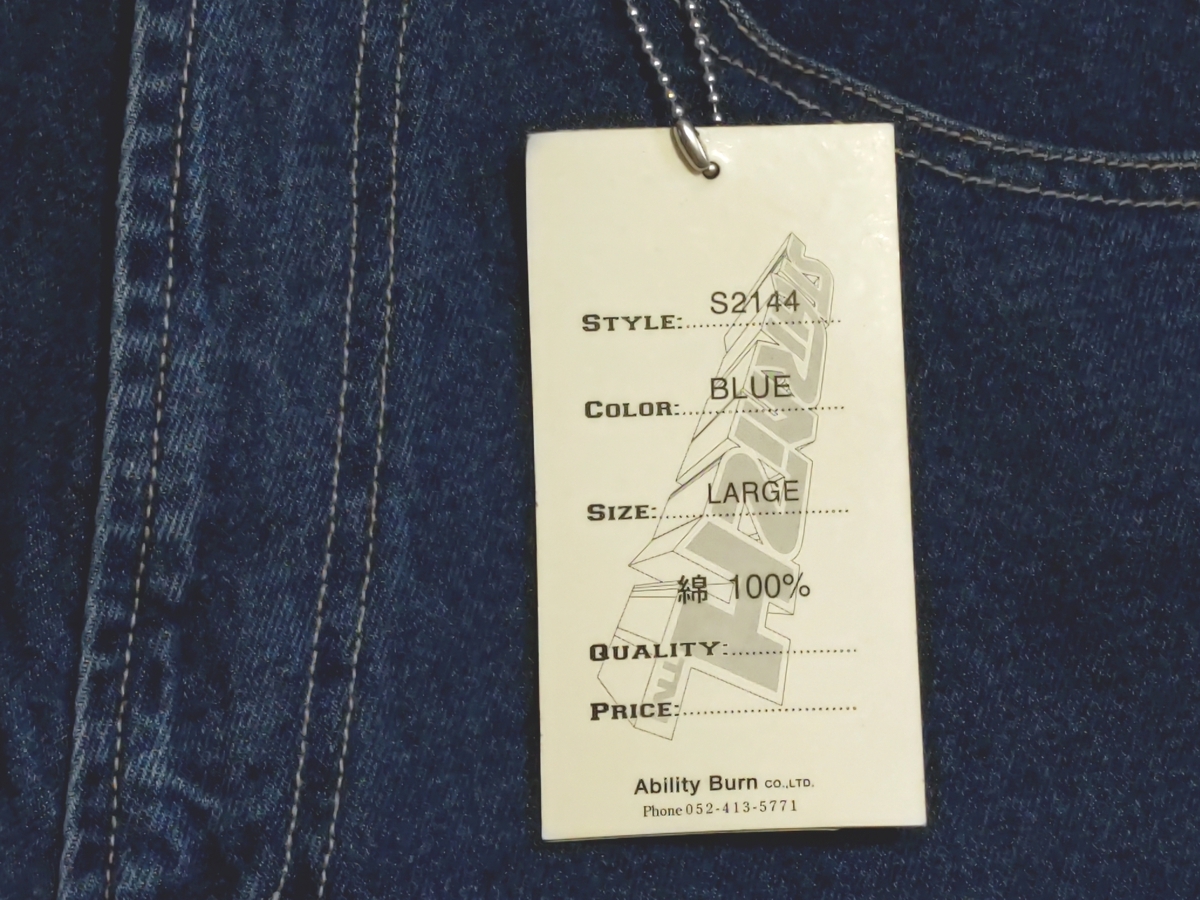 STYLE: S2144
COLOR: BLUE
SIZE: LARGE
綿 100%
QUALITY:
PRICE:
Ability Burn CO.,LTD.
Phone 052-413-5771